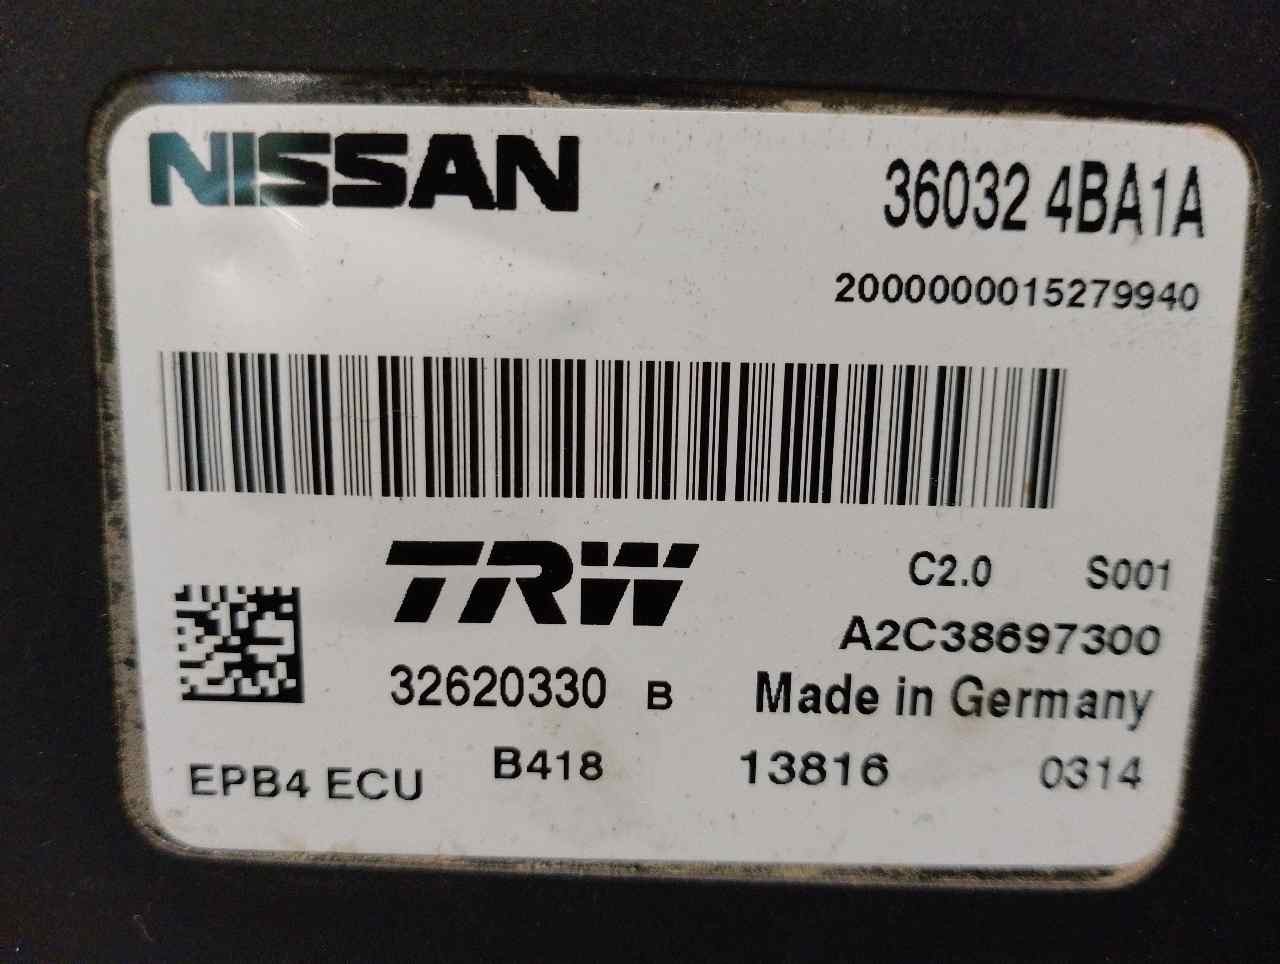 NISSAN 36032 4BA1A
2000000015279940
TRW C2.0 S001
A2C38697300
32620330 B Made in Germany
EPB4 ECU B418 13816 0314